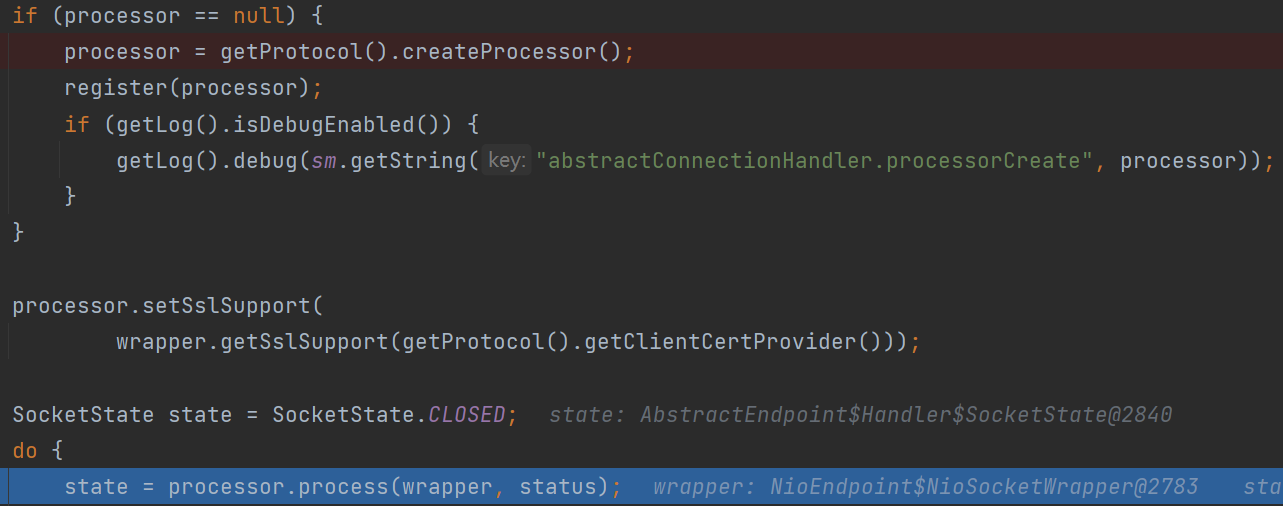 if (processor == null) {
processor = getProtocol().createProcessor();
register(processor);
if (getLog().isDebugEnabled()) {
getLog().debug(sm.getString( key: "abstractConnectionHandler.processorCreate", processor));
}
}
processor.setSslSupport(
wrapper.getSslSupport(getProtocol().getClientCertProvider()));
SocketState state = SocketState.CLOSED; state: AbstractEndpoint$Handler$SocketState@2840
do {
state = processor.process(wrapper, status); wrapper: NioEndpoint$NioSocketWrapper@2783 sta